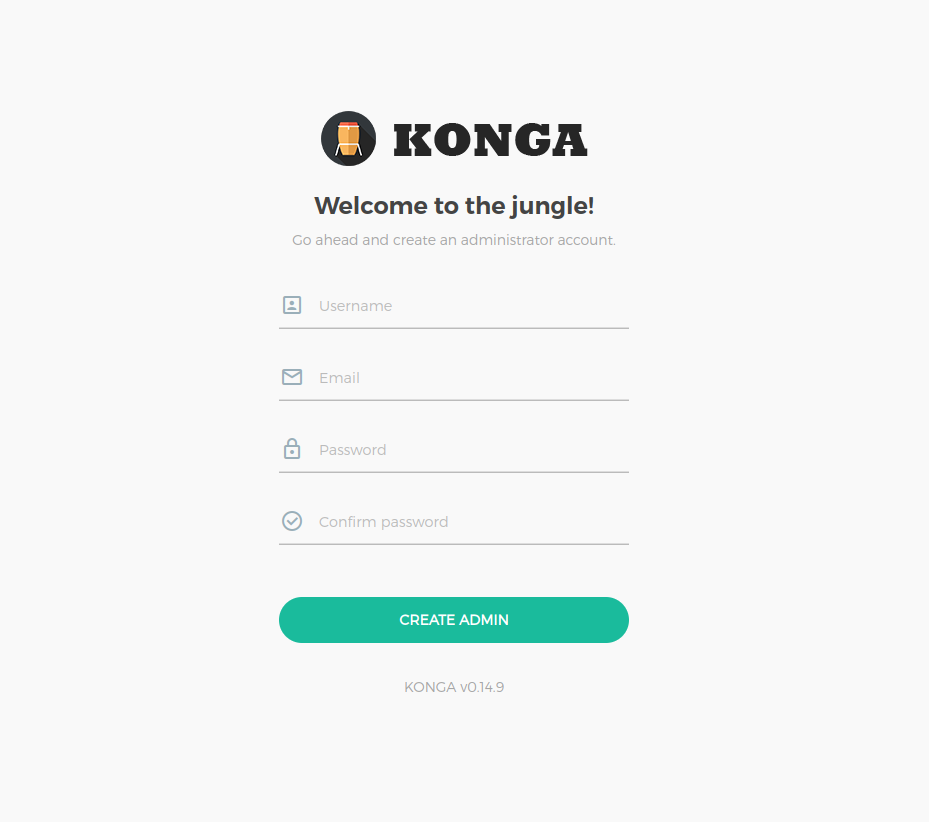 KONGA
Welcome to the jungle!
Go ahead and create an administrator account.
Username
Email
Password
Confirm password
CREATE ADMIN
KONGA v0.14.9